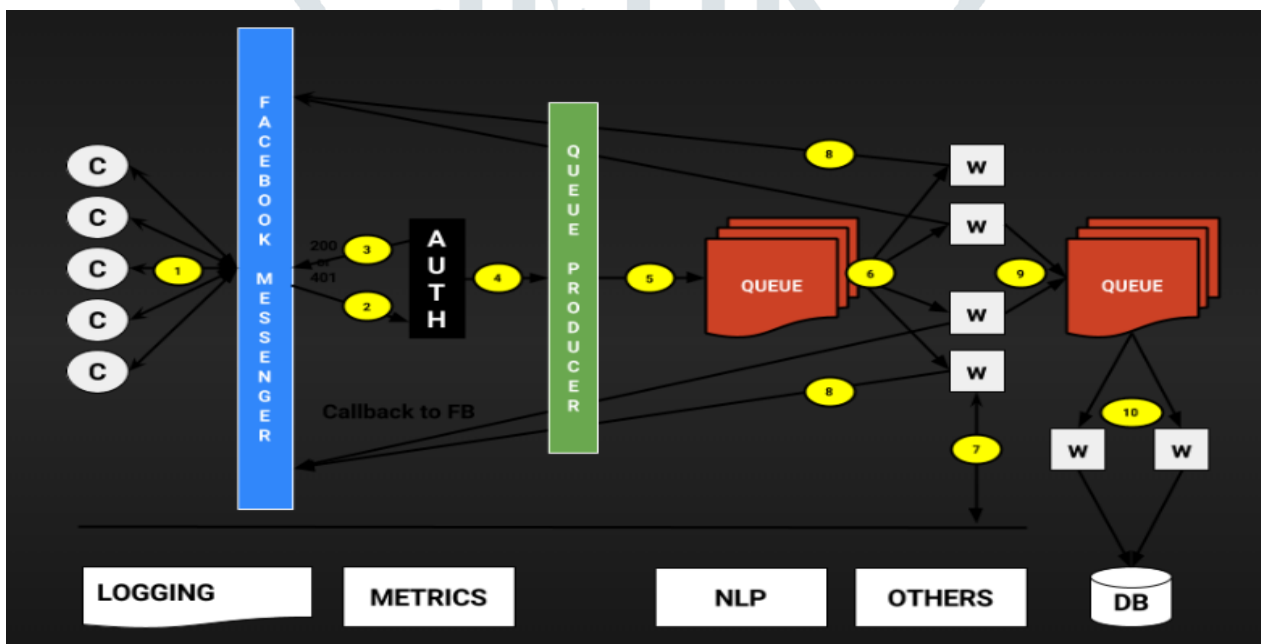 C
C
C
C
C
1
FACEBOOK MESSENGER
200
or
401
3
2
AUTH
4
QUEUE PRODUCER
5
QUEUE
6
8
8
W
W
W
W
7
9
QUEUE
10
W
W
Callback to FB
LOGGING
METRICS
NLP
OTHERS
DB